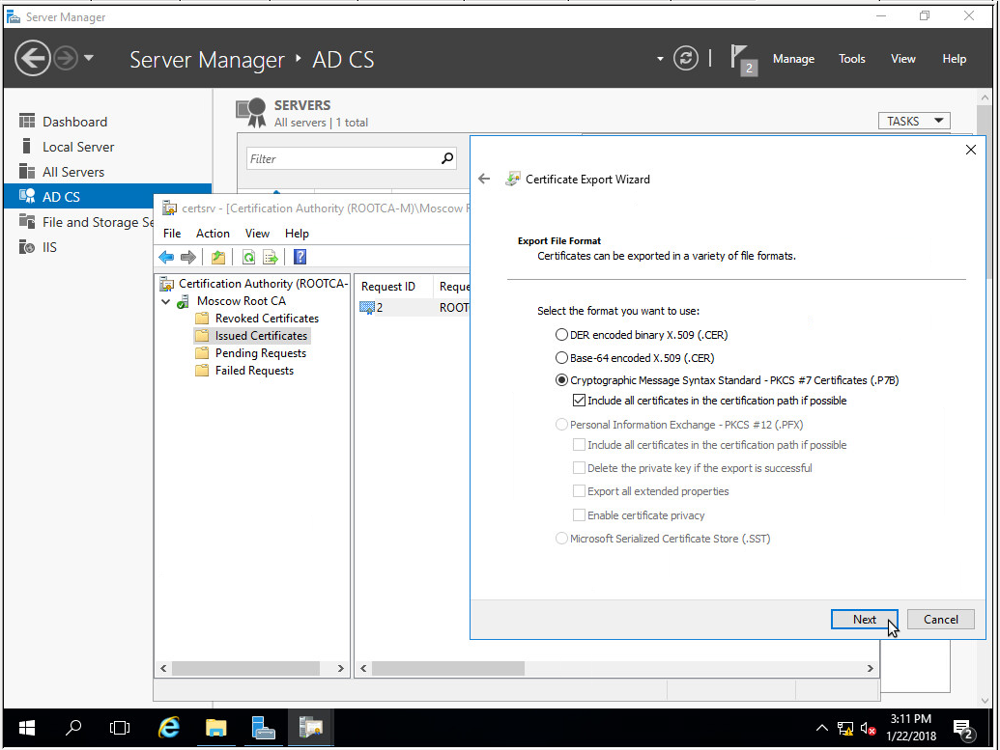 Server Manager
Server Manager ‣ AD CS
2
Manage
Tools
View
Help
Dashboard
Local Server
All Servers
AD CS
File and Storage Se
IIS
SERVERS
All servers | 1 total
TASKS
Filter
certsrv - [Certification Authority (ROOTCA-M)\Moscow R
File
Action
View
Help
Certification Authority (ROOTCA-
Moscow Root CA
Revoked Certificates
Issued Certificates
Pending Requests
Failed Requests
Request ID
Reque
2
ROOT
Certificate Export Wizard
Export File Format
Certificates can be exported in a variety of file formats.
Select the format you want to use:
DER encoded binary X.509 (.CER)
Base-64 encoded X.509 (.CER)
Cryptographic Message Syntax Standard - PKCS #7 Certificates (.P7B)
Include all certificates in the certification path if possible
Personal Information Exchange - PKCS #12 (.PFX)
Include all certificates in the certification path if possible
Delete the private key if the export is successful
Export all extended properties
Enable certificate privacy
Microsoft Serialized Certificate Store (.SST)
Next
Cancel
3:11 PM
1/22/2018
2